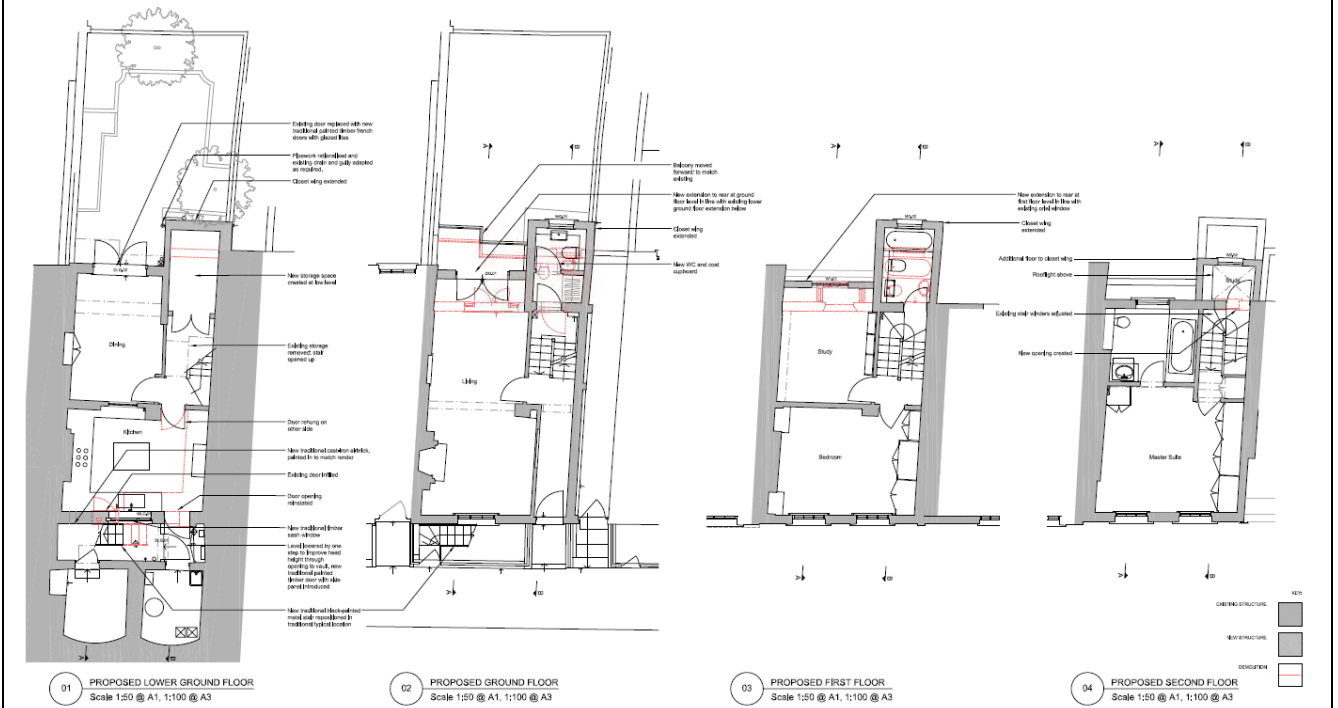 Existing door replaced with new
traditional painted timber french
doors with glazed lites
Pipework rationalised and
existing drain and gully adapted
as required.
Closet wing extended
New storage space
created at low level
Existing storage
removed; stair
opened up
Door rehung on
other side
New traditional cast-iron airbrick,
painted in to match render
Existing door infilled
Door opening
reinstated
New traditional timber
sash window
Level lowered by one
step to improve head
height through
opening to vault, new
traditional painted
timber door with side
panel introduced
New traditional black-painted
metal stair repositioned in
traditional typical location
Dining
Kitchen
A
B
01
PROPOSED LOWER GROUND FLOOR
Scale 1:50 @ A1, 1:100 @ A3
A
B
Balcony moved
forward; to match
existing
New extension to rear at ground
floor level in line with existing lower
ground floor extension below
Closet wing
extended
New WC and coat
cupboard
Living
A
B
02
PROPOSED GROUND FLOOR
Scale 1:50 @ A1, 1:100 @ A3
A
B
New extension to rear at
first floor level in line with
existing oriel window
Closet wing
extended
Study
Bedroom
A
B
03
PROPOSED FIRST FLOOR
Scale 1:50 @ A1, 1:100 @ A3
A
B
Additional floor to closet wing
Rooflight above
Existing stair winders adjusted
New opening created
Study
Master Suite
A
B
04
PROPOSED SECOND FLOOR
Scale 1:50 @ A1, 1:100 @ A3
KEY:
EXISTING STRUCTURE
NEW STRUCTURE
DEMOLITION